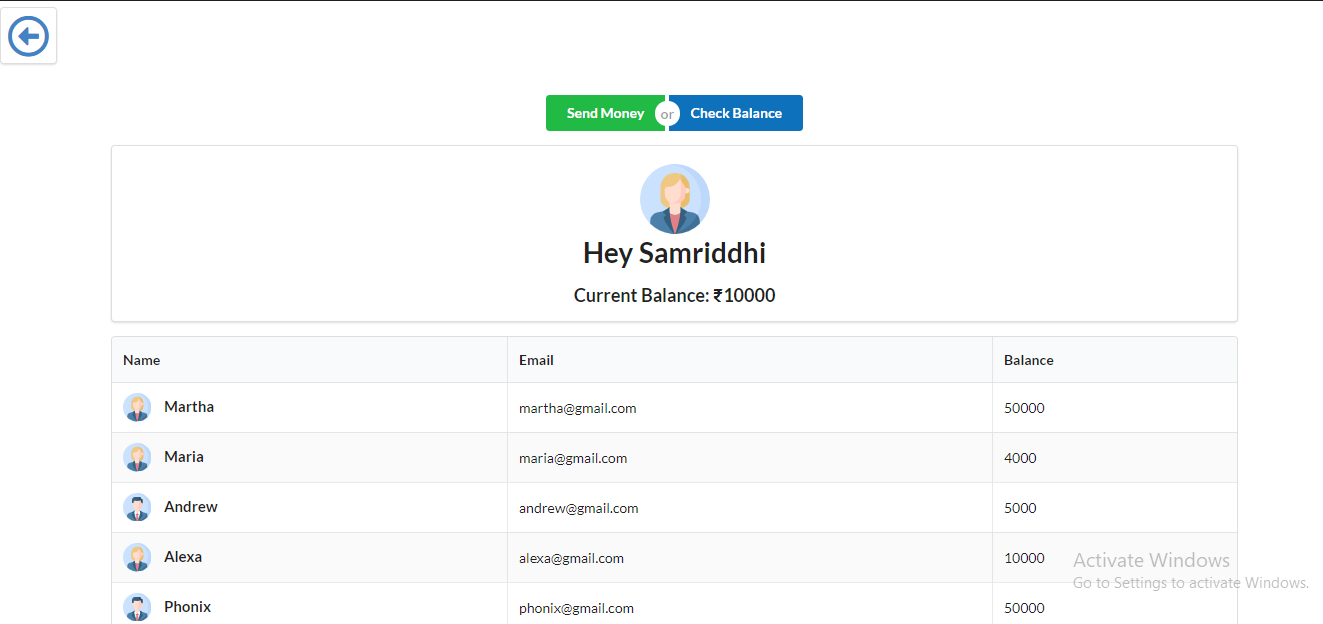 Send Money or Check Balance
Hey Samriddhi
Current Balance: ₹10000
Name Email Balance
Martha martha@gmail.com 50000
Maria maria@gmail.com 4000
Andrew andrew@gmail.com 5000
Alexa alexa@gmail.com 10000
Phonix phonix@gmail.com 50000
Activate Windows
Go to Settings to activate Windows.